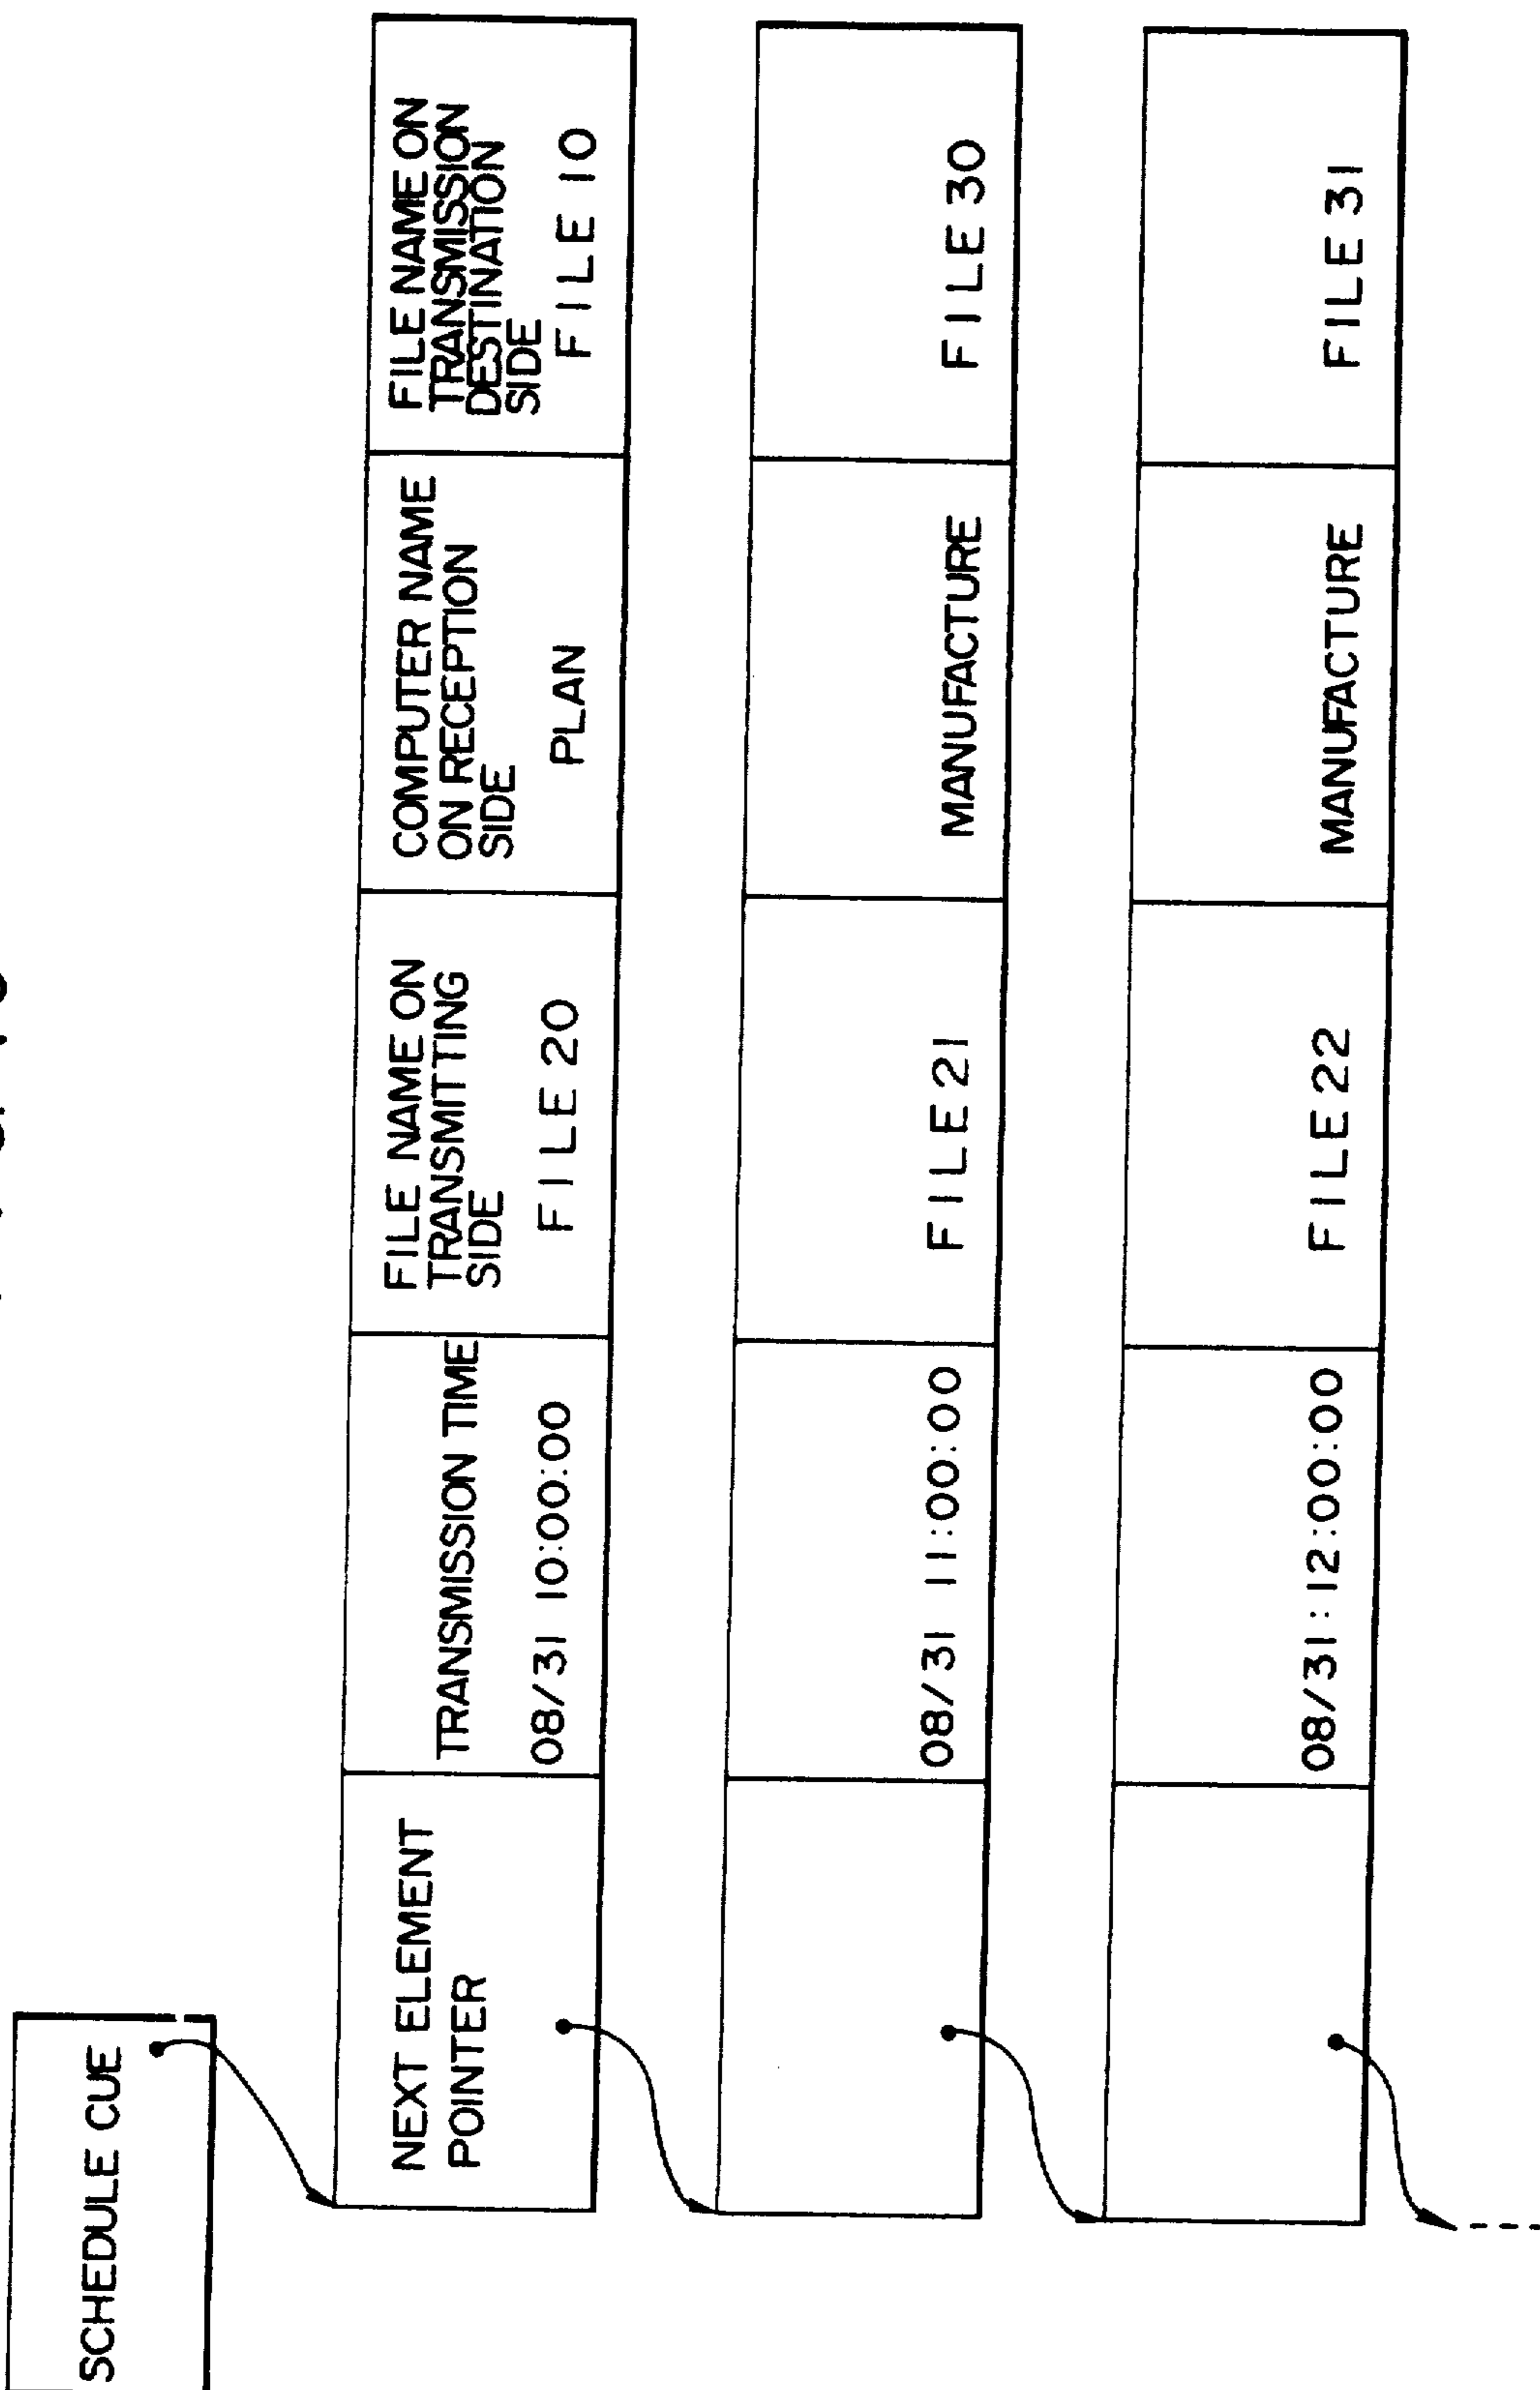 SCHEDULE CUE
NEXT ELEMENT
POINTER
TRANSMISSION TIME
08/31 10:00:00
FILE NAME ON
TRANSMITTING
SIDE
FILE 20
COMPUTER NAME
ON RECEPTION
SIDE
PLAN
FILE NAME ON
TRANSMISSION
DESTINATION
SIDE
FILE 10
08/31 11:00:00
FILE 21
MANUFACTURE
FILE 30
08/31:12:00:00
FILE 22
MANUFACTURE
FILE 31